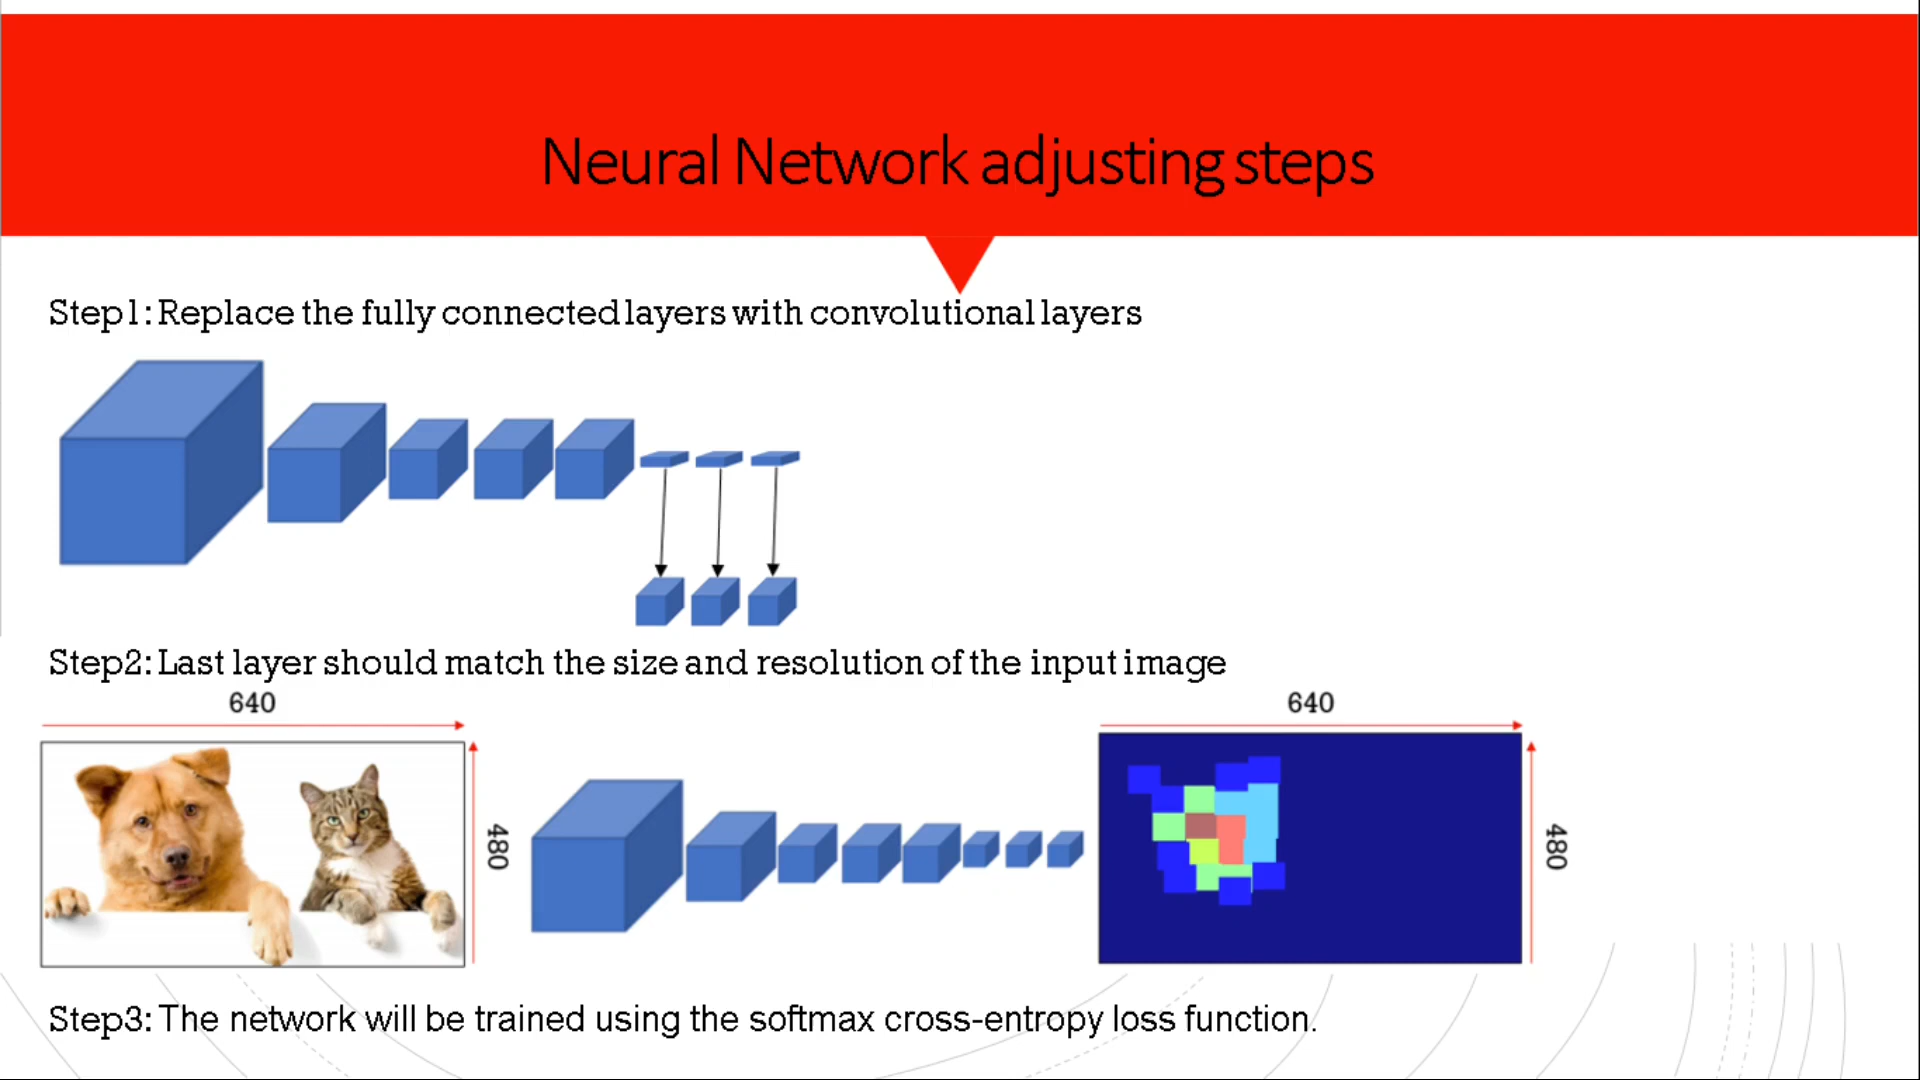 Neural Network adjusting steps
Step1: Replace the fully connected layers with convolutional layers
Step2: Last layer should match the size and resolution of the input image
640
640
480
480
Step3: The network will be trained using the softmax cross-entropy loss function.